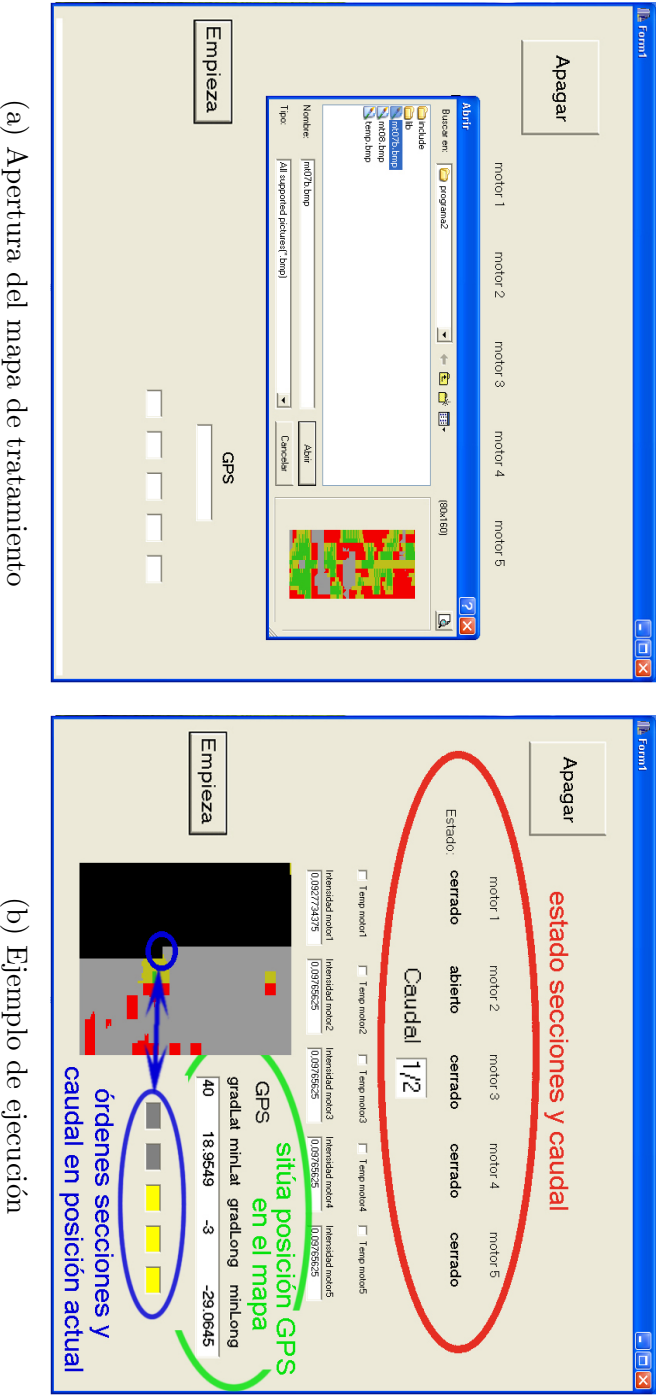 Form1
Apagar
motor 1 motor 2 motor 3 motor 4 motor 5
Abrir
Buscar en: programa2
(80x160)
include
lib
mt07b.bmp
mt08.bmp
temp.bmp
Nombre: mt07b.bmp
Abrir
Tipo: All supported pictures(*.bmp)
Cancelar
Empieza
GPS
(a) Apertura del mapa de tratamiento
Form1
Apagar
estado secciones y caudal
motor 1 motor 2 motor 3 motor 4 motor 5
Estado: cerrado abierto cerrado cerrado cerrado
Caudal 1/2
Temp motor1 Temp motor2 Temp motor3 Temp motor4 Temp motor5
Intensidad motor1 Intensidad motor2 Intensidad motor3 Intensidad motor4 Intensidad motor5
0.0927734375 0.09765625 0.09765625 0.09765625 0.09765625
Empieza
sitúa posición GPS
en el mapa
GPS
gradLat minLat gradLong minLong
40 18.9549 -3 -29.0645
órdenes secciones y
caudal en posición actual
(b) Ejemplo de ejecución